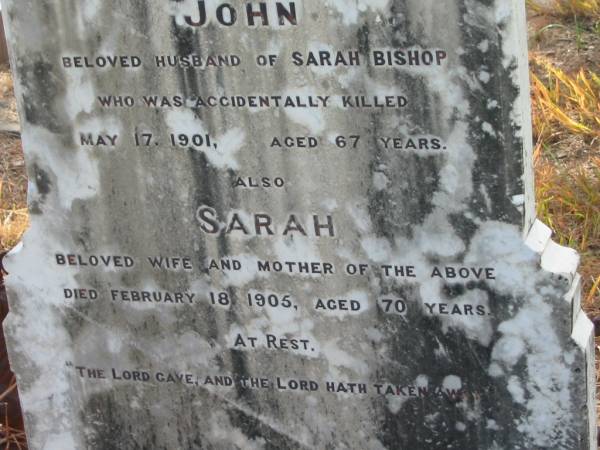 JOHN
BELOVED HUSBAND OF SARAH BISHOP
WHO WAS ACCIDENTALLY KILLED
MAY 17. 1901, AGED 67 YEARS.
ALSO
SARAH
BELOVED WIFE AND MOTHER OF THE ABOVE
DIED FEBRUARY 18 1905, AGED 70 YEARS.
AT REST.
"THE LORD GAVE, AND THE LORD HATH TAKEN